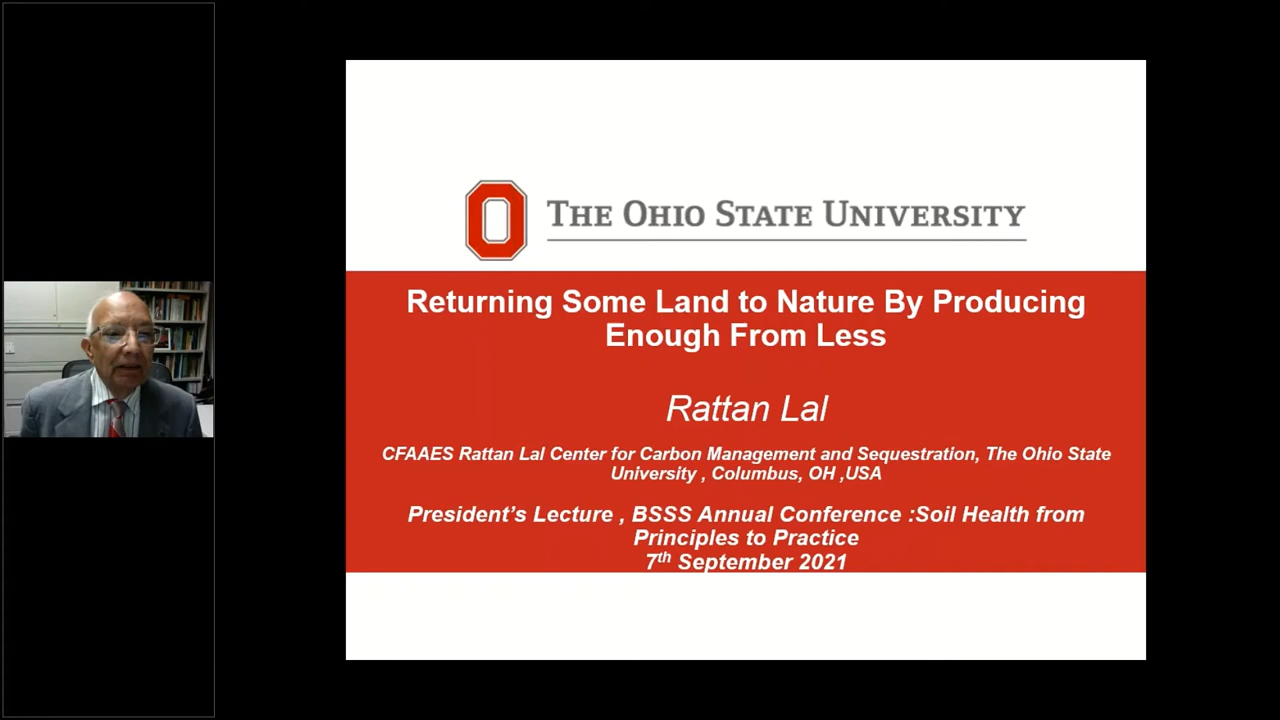 THE OHIO STATE UNIVERSITY
Returning Some Land to Nature By Producing
Enough From Less
Rattan Lal
CFAAES Rattan Lal Center for Carbon Management and Sequestration, The Ohio State
University , Columbus, OH ,USA
President's Lecture , BSSS Annual Conference :Soil Health from
Principles to Practice
7th September 2021